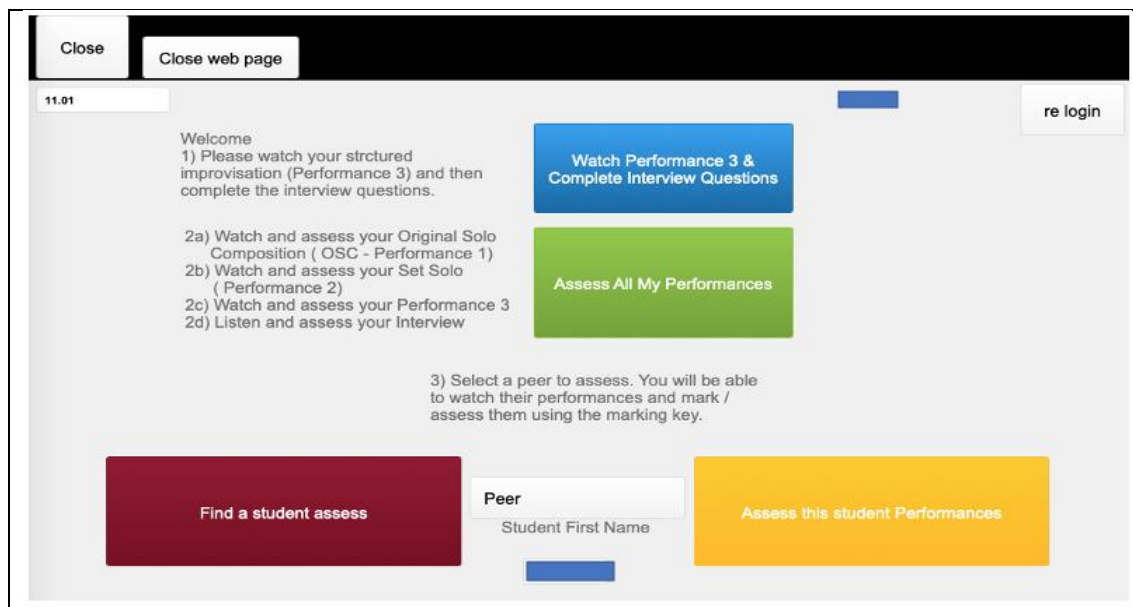 Close
Close web page
11.01
re login
Welcome
1) Please watch your strctured
improvisation (Performance 3) and then
complete the interview questions.
Watch Performance 3 &
Complete Interview Questions
2a) Watch and assess your Original Solo
Composition ( OSC - Performance 1)
2b) Watch and assess your Set Solo
( Performance 2)
2c) Watch and assess your Performance 3
2d) Listen and assess your Interview
Assess All My Performances
3) Select a peer to assess. You will be able
to watch their performances and mark /
assess them using the marking key.
Find a student assess
Peer
Student First Name
Assess this student Performances